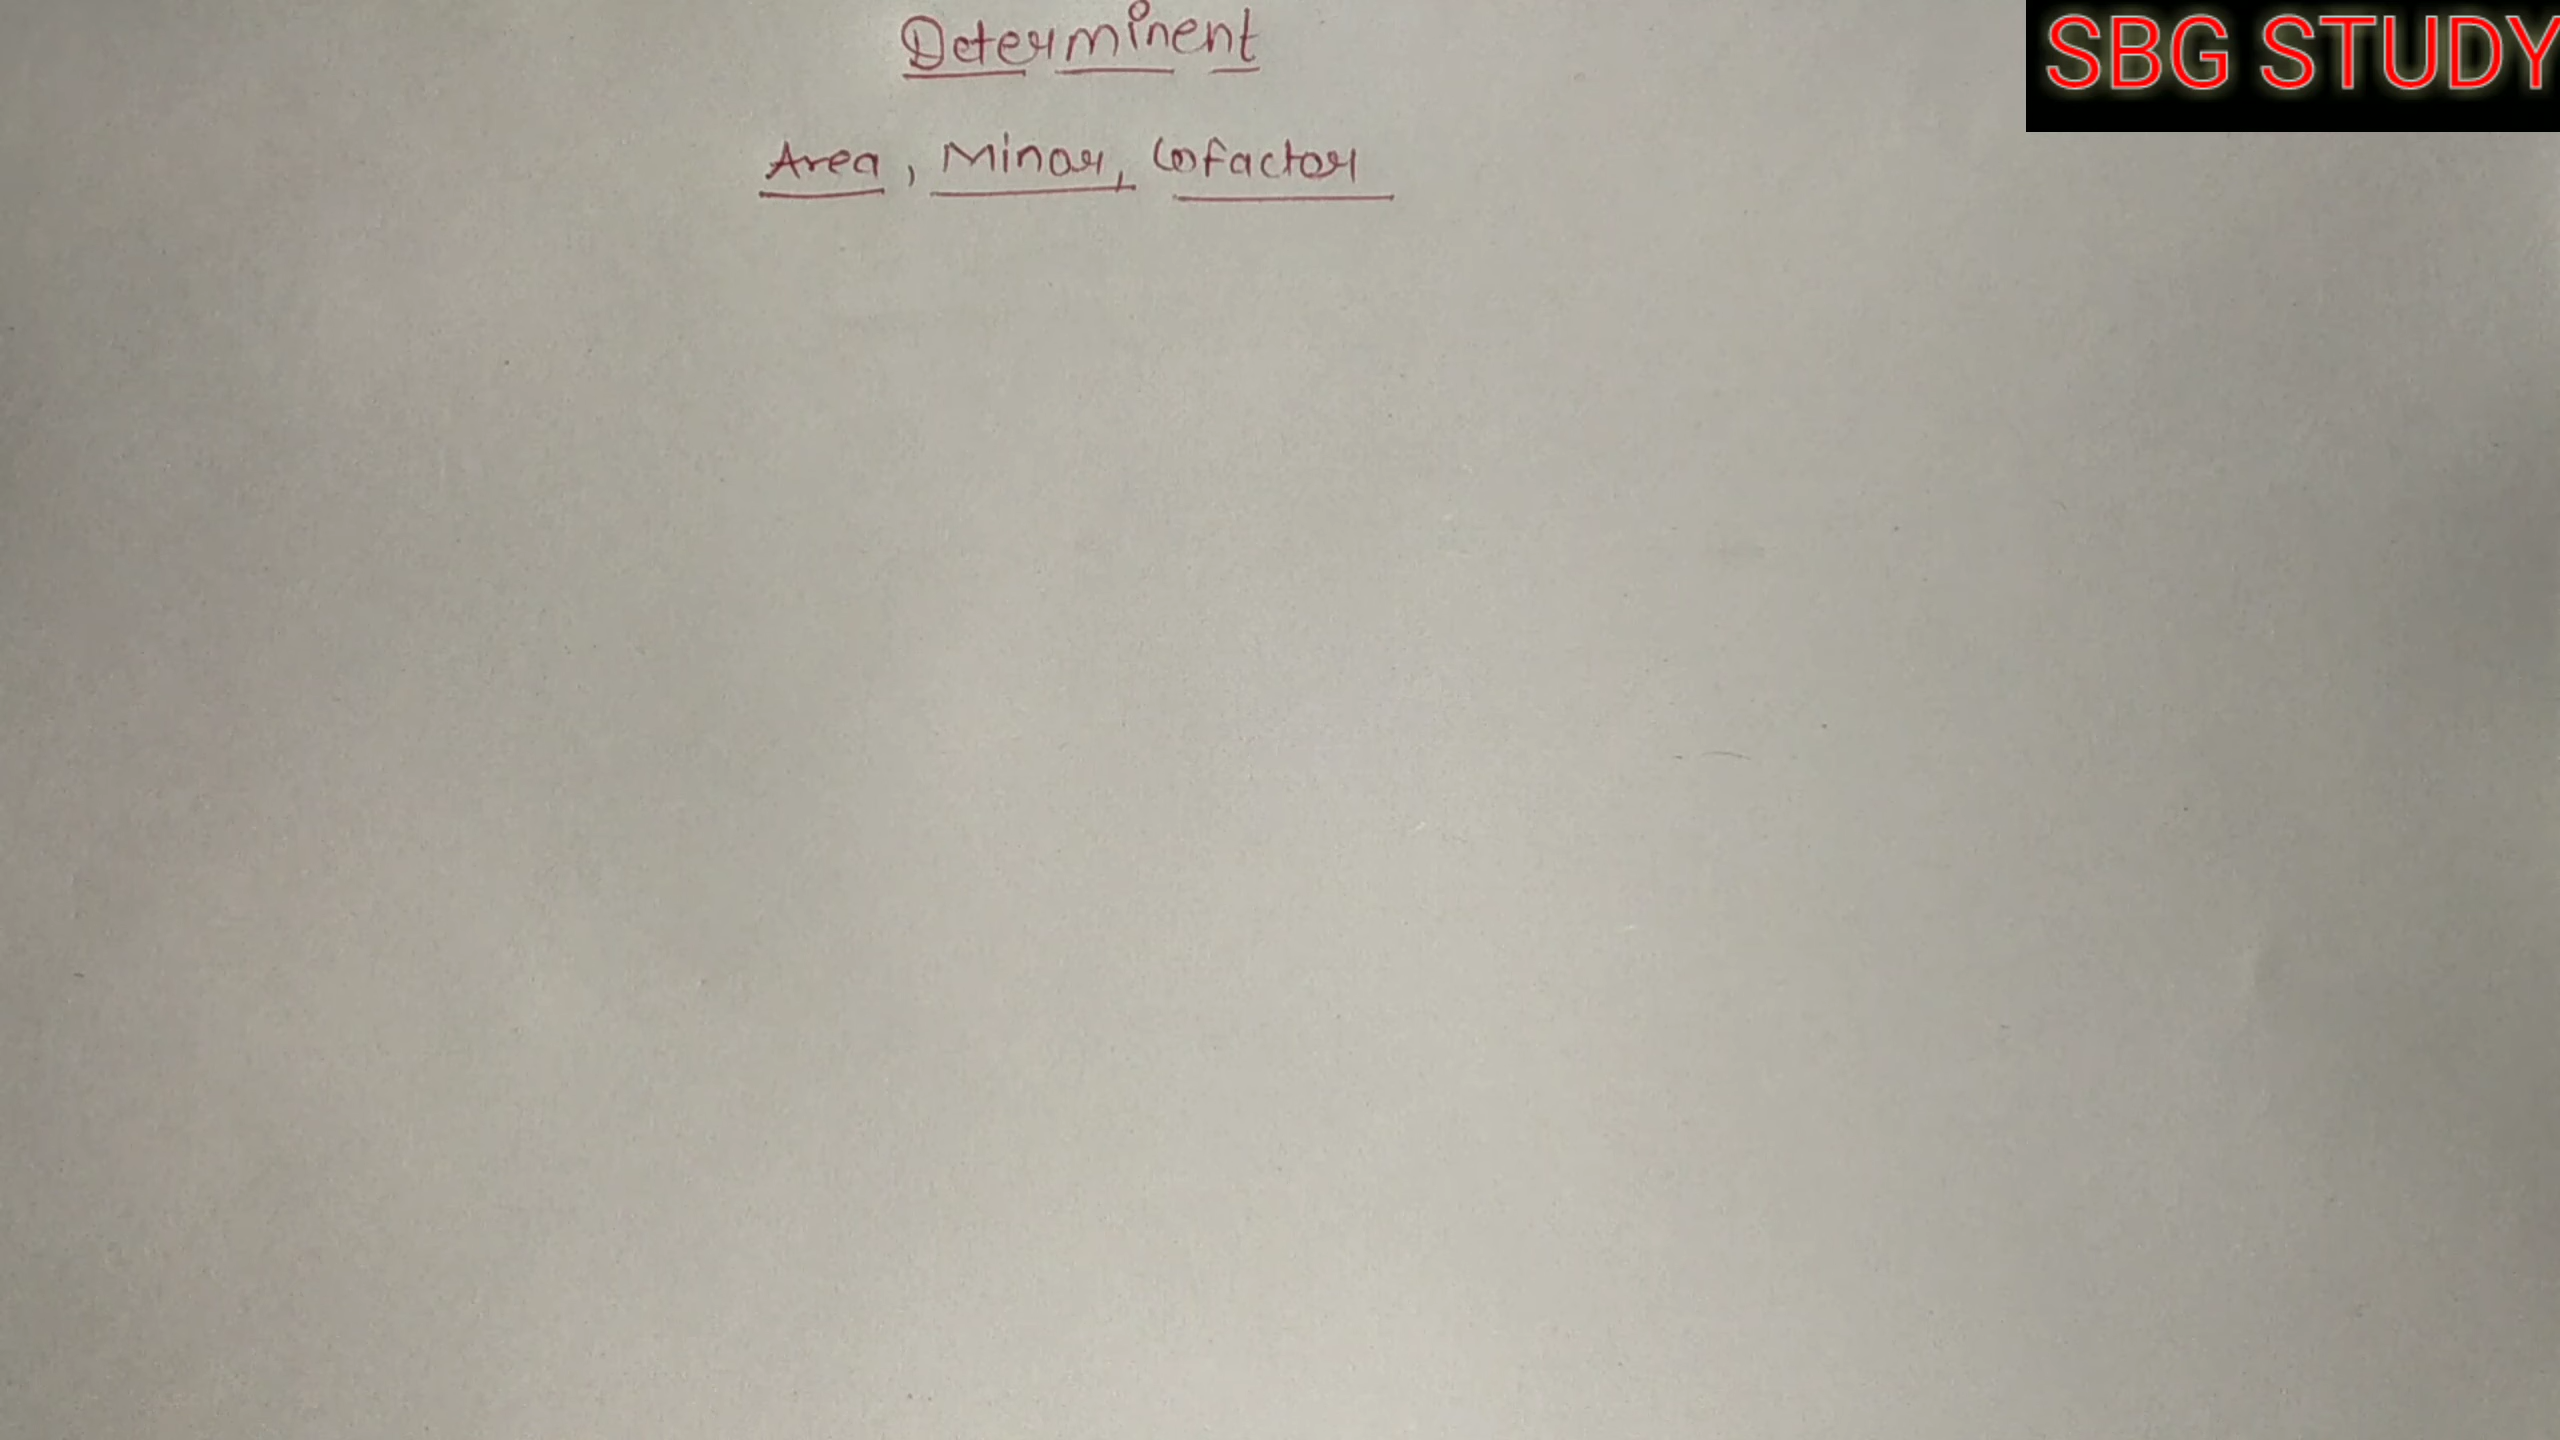 Determinent
SBG STUDY
Area, Minor, Cofactor